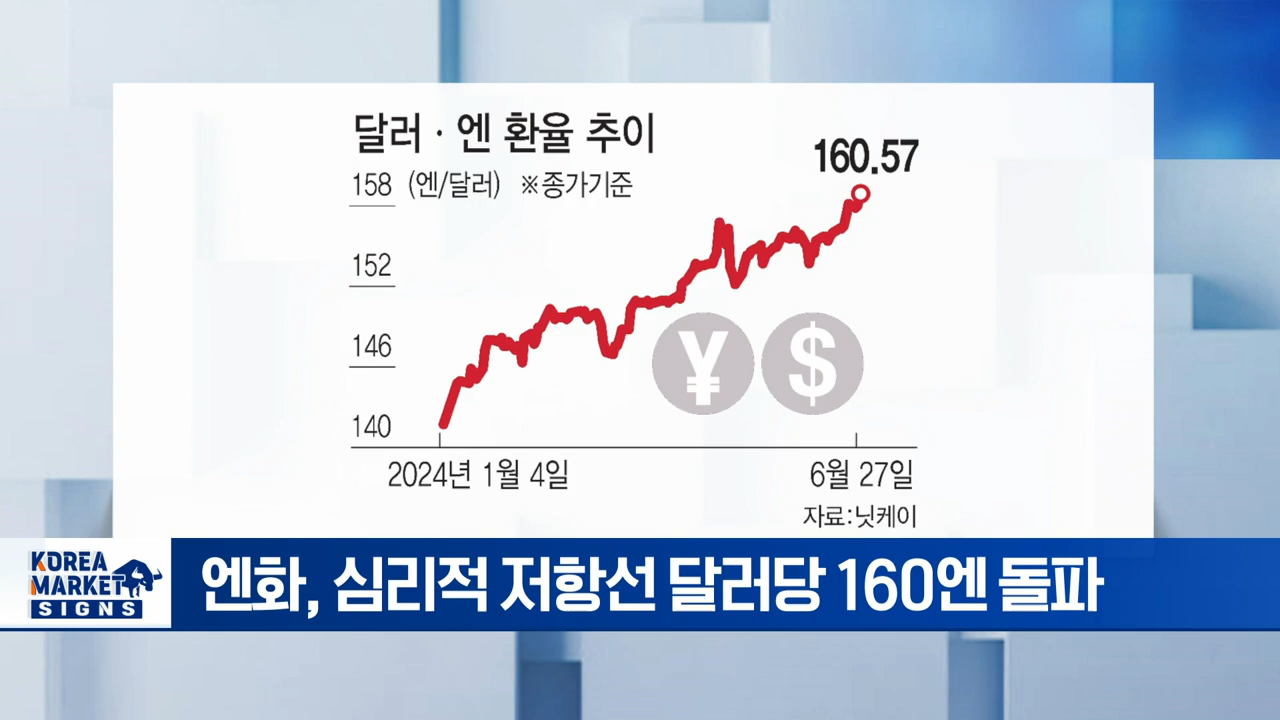 달러·엔 환율 추이
160.57
158 (엔/달러) ※종가기준
152
146
¥ $
140
2024년 1월 4일 6월 27일
자료:닛케이
KOREA
MARKET
SIGNS
엔화, 심리적 저항선 달러당 160엔 돌파